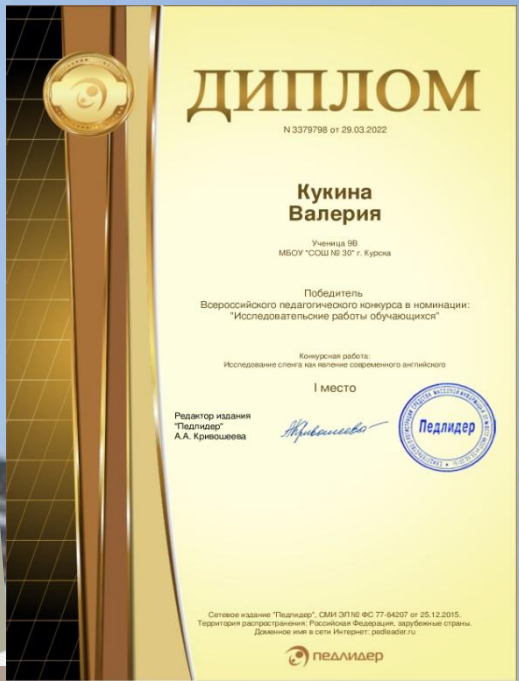 ДИПЛОМ
N 3379798 от 29.03.2022
Кукина
Валерия
Ученица 9В
МБОУ "СОШ № 30" г. Курска
Победитель
Всероссийского педагогического конкурса в номинации:
"Исследовательские работы обучающихся"
Конкурсная работа:
Исследование сленга как явление современного английского
I место
Редактор издания
"Педлидер"
А.А. Кривошеева
Педлидер
Сетевое издание "Педлидер", СМИ ЭЛ № ФС 77-64207 от 25.12.2015.
Территория распространения: Российская Федерация, зарубежные страны.
Доменное имя в сети Интернет: pedleader.ru
ПЕДЛИДЕР